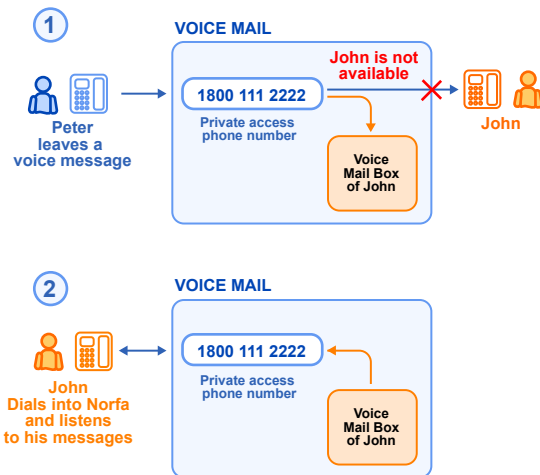 1
VOICE MAIL
John is not
available
1800 111 2222
Private access
phone number
Peter
leaves a
voice message
John
Voice
Mail Box
of John
2
VOICE MAIL
1800 111 2222
Private access
phone number
John
Dials into Norfa
and listens
to his messages
Voice
Mail Box
of John